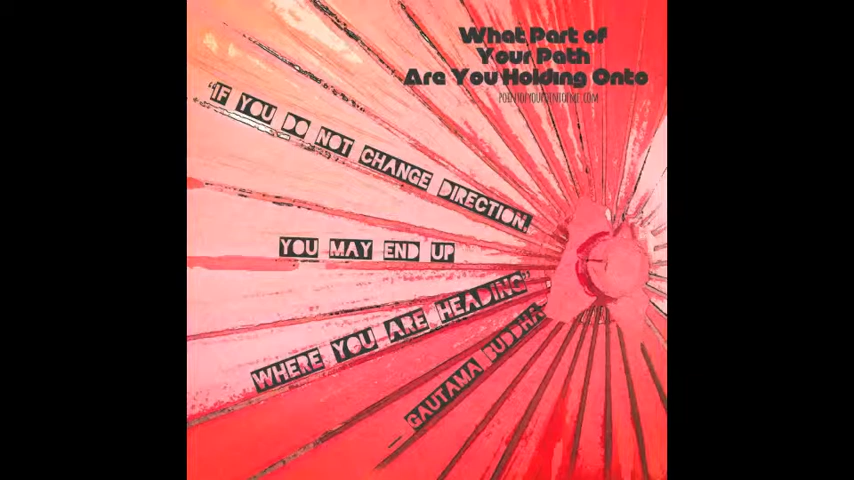 What Part of
Your Path
Are You Holding Onto
"IF YOU DO NOT CHANGE DIRECTION,
YOU MAY END UP
WHERE YOU ARE HEADING"
_ GAUTAMA BUDDHA